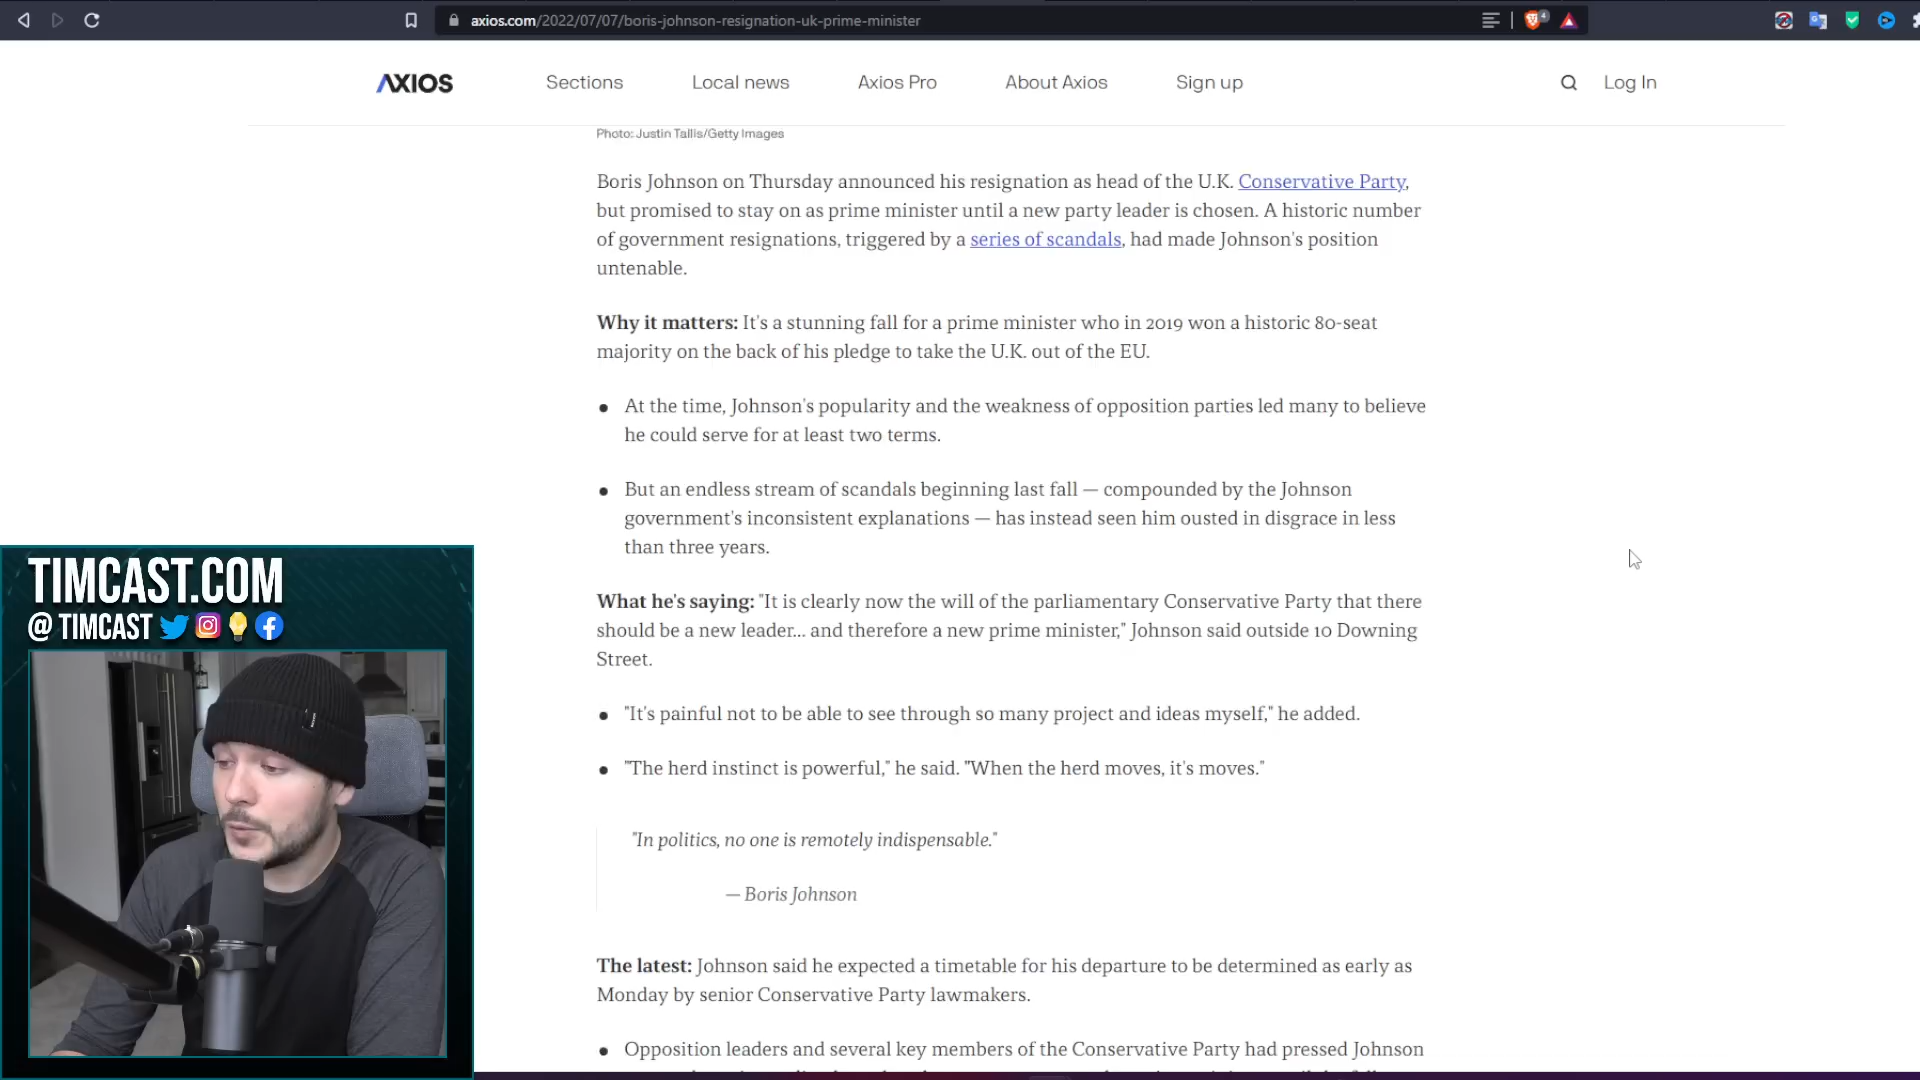 axios.com/2022/07/07/boris-johnson-resignation-uk-prime-minister
4
AXIOS
Sections
Local news
Axios Pro
About Axios
Sign up
Log In
Photo: Justin Tallis/Getty Images
Boris Johnson on Thursday announced his resignation as head of the U.K. Conservative Party,
but promised to stay on as prime minister until a new party leader is chosen. A historic number
of government resignations, triggered by a series of scandals, had made Johnson's position
untenable.
Why it matters: It's a stunning fall for a prime minister who in 2019 won a historic 80-seat
majority on the back of his pledge to take the U.K. out of the EU.
At the time, Johnson's popularity and the weakness of opposition parties led many to believe
he could serve for at least two terms.
But an endless stream of scandals beginning last fall — compounded by the Johnson
government's inconsistent explanations — has instead seen him ousted in disgrace in less
than three years.
What he's saying: "It is clearly now the will of the parliamentary Conservative Party that there
should be a new leader... and therefore a new prime minister," Johnson said outside 10 Downing
Street.
"It's painful not to be able to see through so many project and ideas myself," he added.
"The herd instinct is powerful," he said. "When the herd moves, it's moves."
"In politics, no one is remotely indispensable."
— Boris Johnson
The latest: Johnson said he expected a timetable for his departure to be determined as early as
Monday by senior Conservative Party lawmakers.
Opposition leaders and several key members of the Conservative Party had pressed Johnson
TIMCAST.COM
@ TIMCAST